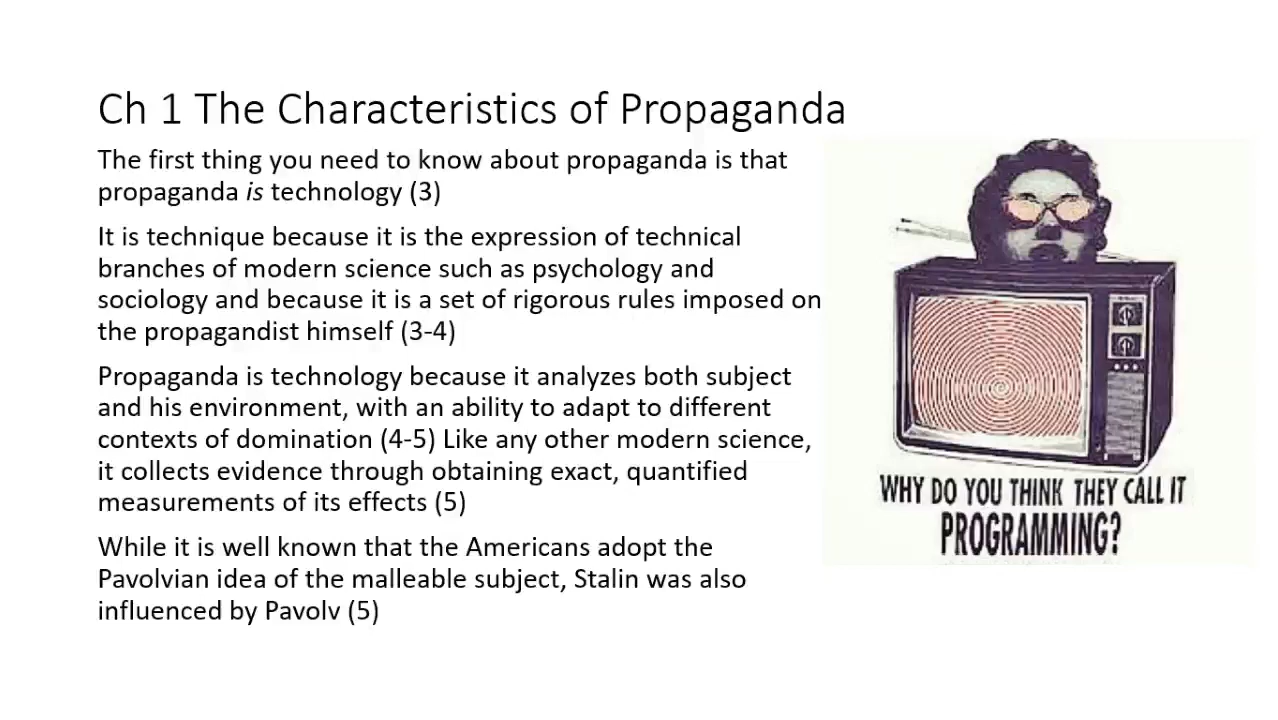 Ch 1 The Characteristics of Propaganda
The first thing you need to know about propaganda is that
propaganda is technology (3)
It is technique because it is the expression of technical
branches of modern science such as psychology and
sociology and because it is a set of rigorous rules imposed on
the propagandist himself (3-4)
Propaganda is technology because it analyzes both subject
and his environment, with an ability to adapt to different
contexts of domination (4-5) Like any other modern science,
it collects evidence through obtaining exact, quantified
measurements of its effects (5)
While it is well known that the Americans adopt the
Pavolvian idea of the malleable subject, Stalin was also
influenced by Pavolv (5)
WHY DO YOU THINK THEY CALL IT
PROGRAMMING?